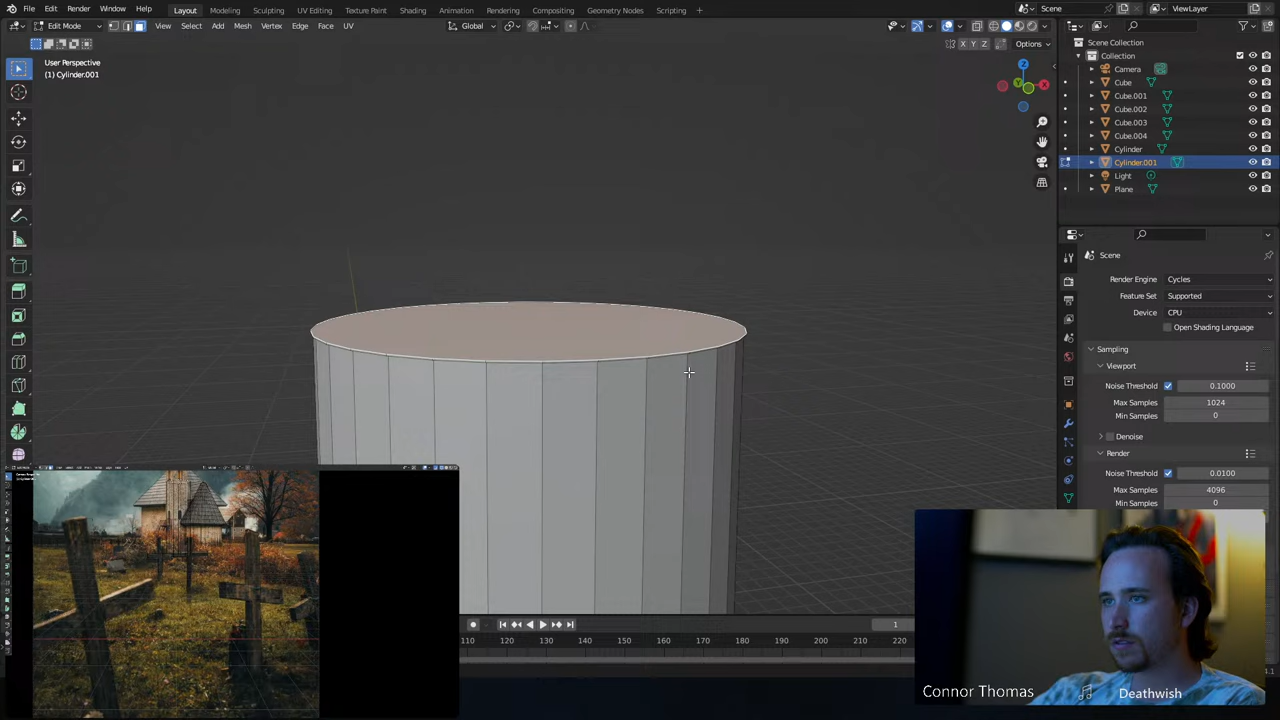 File Edit Render Window Help Layout Modeling Sculpting UV Editing Texture Paint Shading Animation Rendering Compositing Geometry Nodes Scripting Scene ViewLayer
Edit Mode View Select Add Mesh Vertex Edge Face UV Global
X Y Z Options
User Perspective
(1) Cylinder.001
Scene Collection
Collection
Camera
Cube
Cube.001
Cube.002
Cube.003
Cube.004
Cylinder
Cylinder.001
Light
Plane
Scene
Render Engine Cycles
Feature Set Supported
Device CPU
Open Shading Language
Sampling
Viewport
Noise Threshold 0.1000
Max Samples 1024
Min Samples 0
Denoise
Render
Noise Threshold 0.0100
Max Samples 4096
Min Samples 0
1
110 120 130 140 150 160 170 180 190 200 210 220
Connor Thomas Deathwish